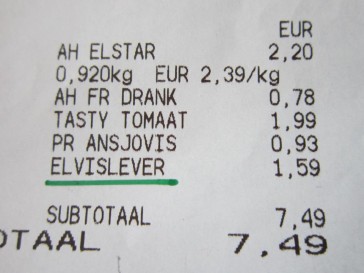 EUR
AH ELSTAR 2,20
0,920kg EUR 2,39/kg
AH FR DRANK 0,78
TASTY TOMAAT 1,99
PR ANSJOVIS 0,93
ELVISLEVER 1,59
SUBTOTAAL 7,49
OTAAL 7,49